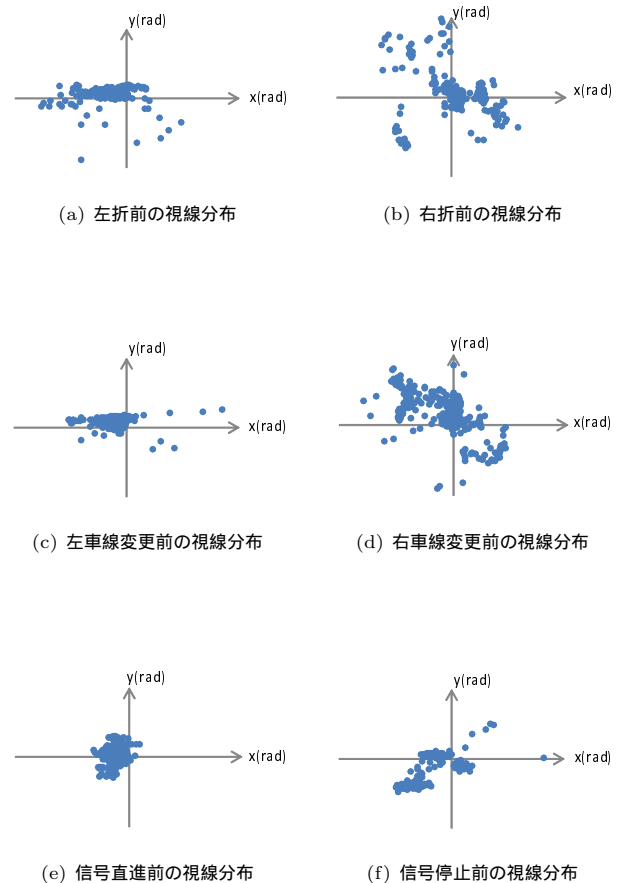 y(rad)
x(rad)
(a) 左折前の視線分布
y(rad)
x(rad)
(b) 右折前の視線分布
y(rad)
x(rad)
(c) 左車線変更前の視線分布
y(rad)
x(rad)
(d) 右車線変更前の視線分布
y(rad)
x(rad)
(e) 信号直進前の視線分布
y(rad)
x(rad)
(f) 信号停止前の視線分布